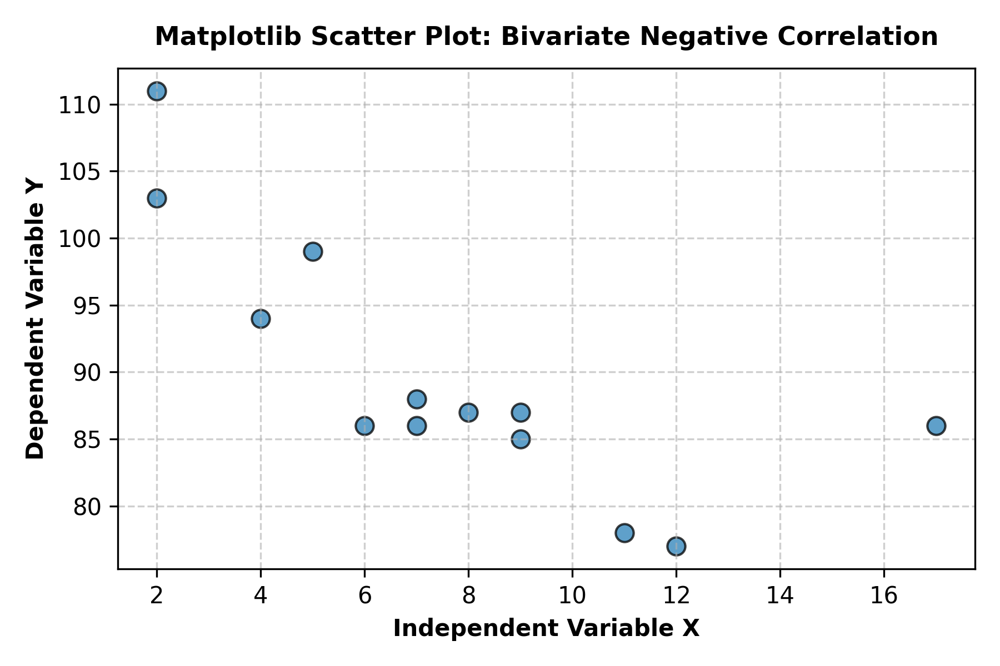 Matplotlib Scatter Plot: Bivariate Negative Correlation
110
105
100
95
90
85
80
Dependent Variable Y
2 4 6 8 10 12 14 16
Independent Variable X